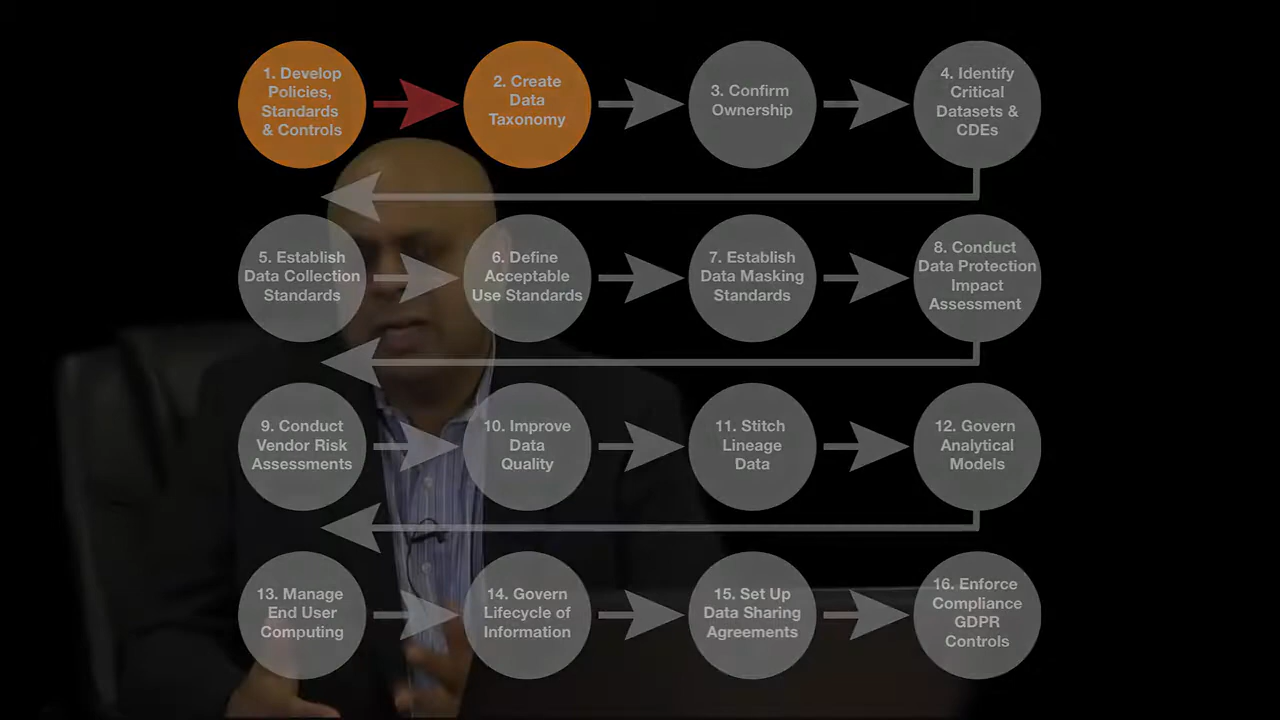 1. Develop
Policies,
Standards
& Controls
2. Create
Data
Taxonomy
3. Confirm
Ownership
4. Identify
Critical
Datasets &
CDEs
5. Establish
Data Collection
Standards
6. Define
Acceptable
Use Standards
7. Establish
Data Masking
Standards
8. Conduct
Data Protection
Impact
Assessment
9. Conduct
Vendor Risk
Assessments
10. Improve
Data
Quality
11. Stitch
Lineage
Data
12. Govern
Analytical
Models
13. Manage
End User
Computing
14. Govern
Lifecycle of
Information
15. Set Up
Data Sharing
Agreements
16. Enforce
Compliance
GDPR
Controls